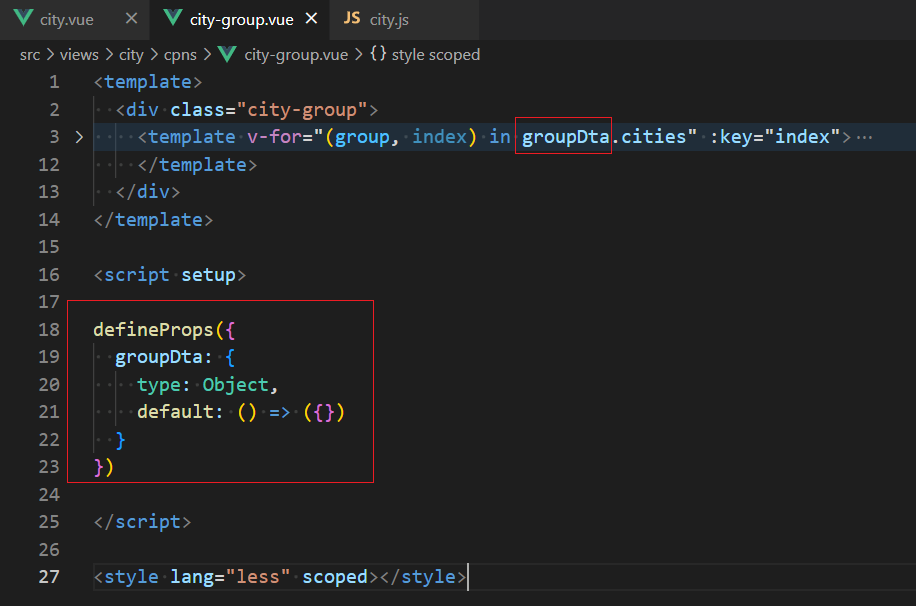 city.vue × city-group.vue × JS city.js
src > views > city > cpns > city-group.vue > {} style scoped
1 <template>
2 <div class="city-group">
3 > <template v-for="(group, index) in groupDta.cities" :key="index"> ...
12 </template>
13 </div>
14 </template>
15
16 <script setup>
17
18 defineProps({
19 groupDta: {
20 type: Object,
21 default: () => ({})
22 }
23 })
24
25 </script>
26
27 <style lang="less" scoped></style>